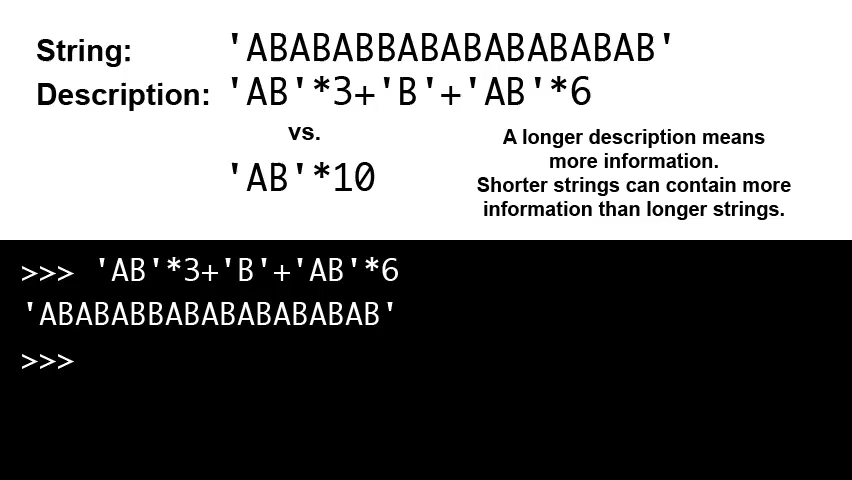 String: 'ABABABBABABABABABAB'
Description: 'AB'*3+'B'+'AB'*6
vs.
'AB'*10
A longer description means
more information.
Shorter strings can contain more
information than longer strings.
>>> 'AB'*3+'B'+'AB'*6
'ABABABBABABABABABAB'
>>>